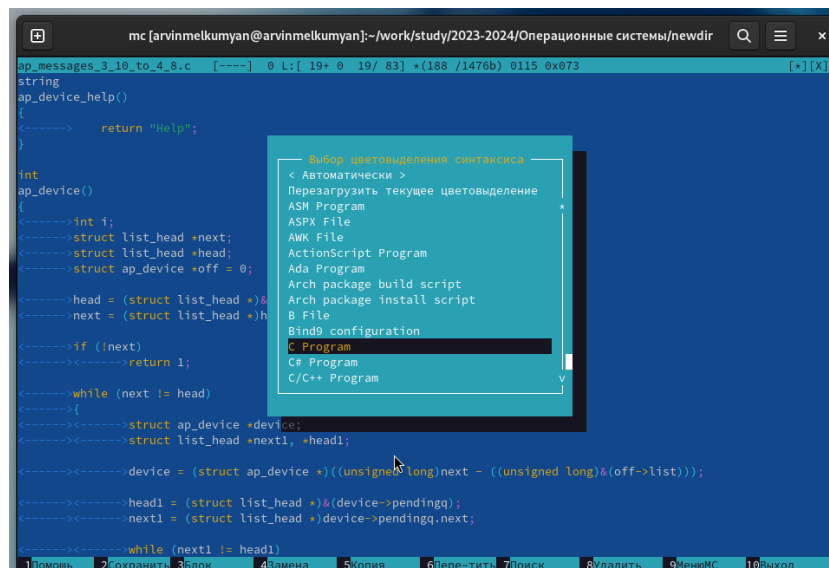 mc [arvinmelkumyan@arvinmelkumyan]:~/work/study/2023-2024/Операционные системы/newdir
ap_messages_3_10_to_4_8.c [----] 0 L:[ 19+ 0 19/ 83] *(188 /1476b) 0115 0x073 [*][X]
string
ap_device_help()
{
<------> return "Help";
}
int
ap_device()
{
<------>int i;
<------>struct list_head *next;
<------>struct list_head *head;
<------>struct ap_device *off = 0;
<------>head = (struct list_head *)&
<------>next = (struct list_head *)h
<------>if (!next)
<------><------>return 1;
<------>while (next != head)
<------>{
<------><------>struct ap_device *device;
<------><------>struct list_head *next1, *head1;
<------><------>device = (struct ap_device *)((unsigned long)next - ((unsigned long)&(off->list)));
<------><------>head1 = (struct list_head *)&(device->pendingq);
<------><------>next1 = (struct list_head *)device->pendingq.next;
<------><------>while (next1 != head1)
Выбор цветовыделения синтаксиса
< Автоматически >
Перезагрузить текущее цветовыделение
ASM Program
ASPX File
AWK File
ActionScript Program
Ada Program
Arch package build script
Arch package install script
B File
Bind9 configuration
C Program
C# Program
C/C++ Program
1Помощь 2Сохранить 3Блок 4Замена 5Копия 6Пере~тить 7Поиск 8Удалить 9МенюMC 10Выход